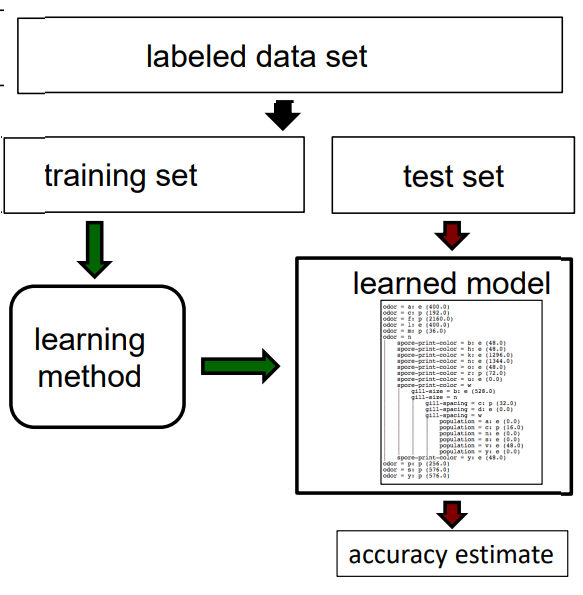 labeled data set
training set
test set
learning
method
learned model
odor = a: e (400.0)
odor = c: p (192.0)
odor = f: p (2160.0)
odor = l: e (400.0)
odor = m: p (36.0)
odor = n
spore-print-color = b: e (48.0)
spore-print-color = h: e (48.0)
spore-print-color = k: e (1296.0)
spore-print-color = n: e (1344.0)
spore-print-color = o: e (48.0)
spore-print-color = r: p (72.0)
spore-print-color = u: e (0.0)
spore-print-color = w
gill-size = b: e (528.0)
gill-size = n
gill-spacing = c: p (32.0)
gill-spacing = d: e (0.0)
gill-spacing = w
population = a: e (0.0)
population = c: p (16.0)
population = n: e (0.0)
population = s: e (0.0)
population = v: e (48.0)
population = y: e (0.0)
spore-print-color = y: e (48.0)
odor = p: p (256.0)
odor = s: p (576.0)
odor = y: p (576.0)
accuracy estimate